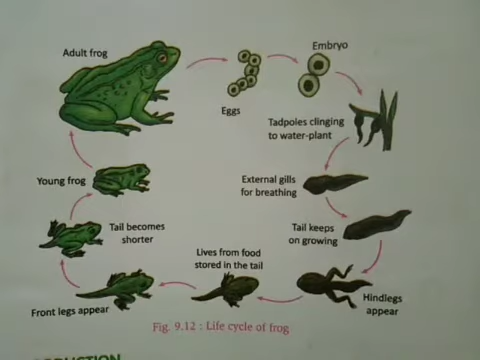 Adult frog
Embryo
Eggs
Tadpoles clinging
to water-plant
External gills
for breathing
Tail keeps
on growing
Hindlegs
appear
Lives from food
stored in the tail
Front legs appear
Tail becomes
shorter
Young frog
Fig. 9.12 : Life cycle of frog